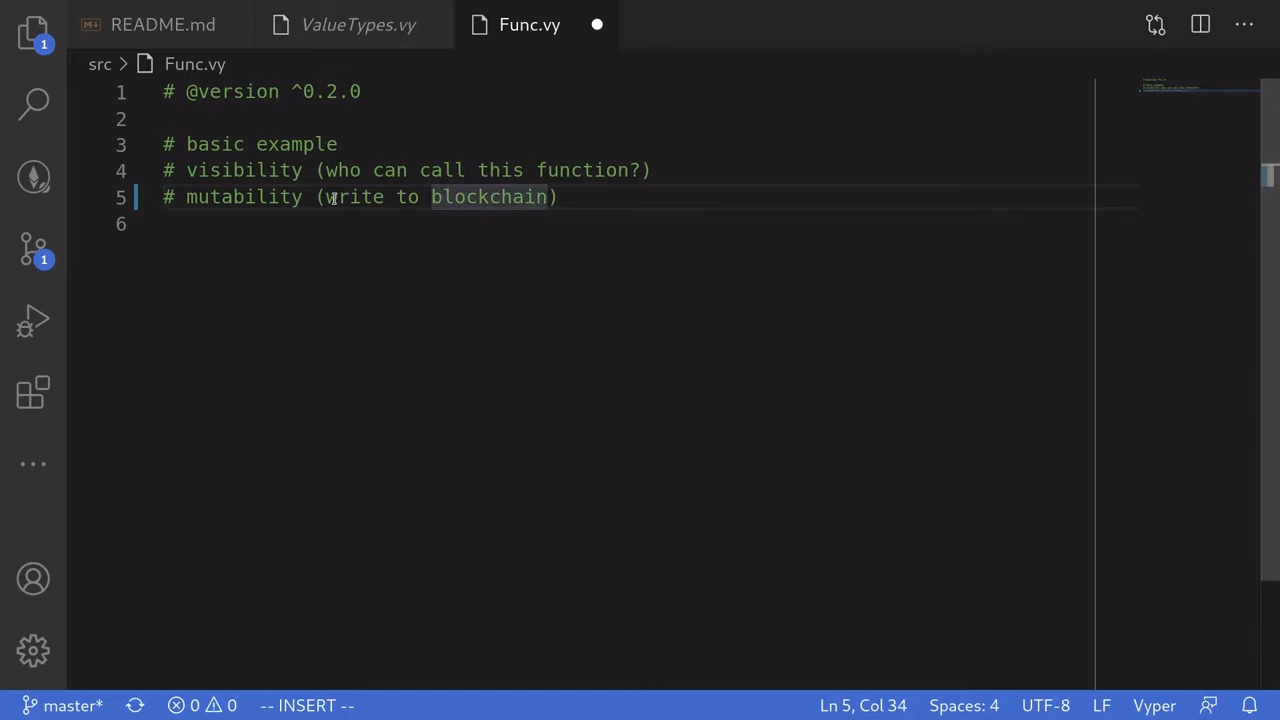 README.md
ValueTypes.vy
Func.vy
src > Func.vy
1 # @version ^0.2.0
2
3 # basic example
4 # visibility (who can call this function?)
5 # mutability (write to blockchain)
6
1
1
master* 0 0 -- INSERT -- Ln 5, Col 34 Spaces: 4 UTF-8 LF Vyper